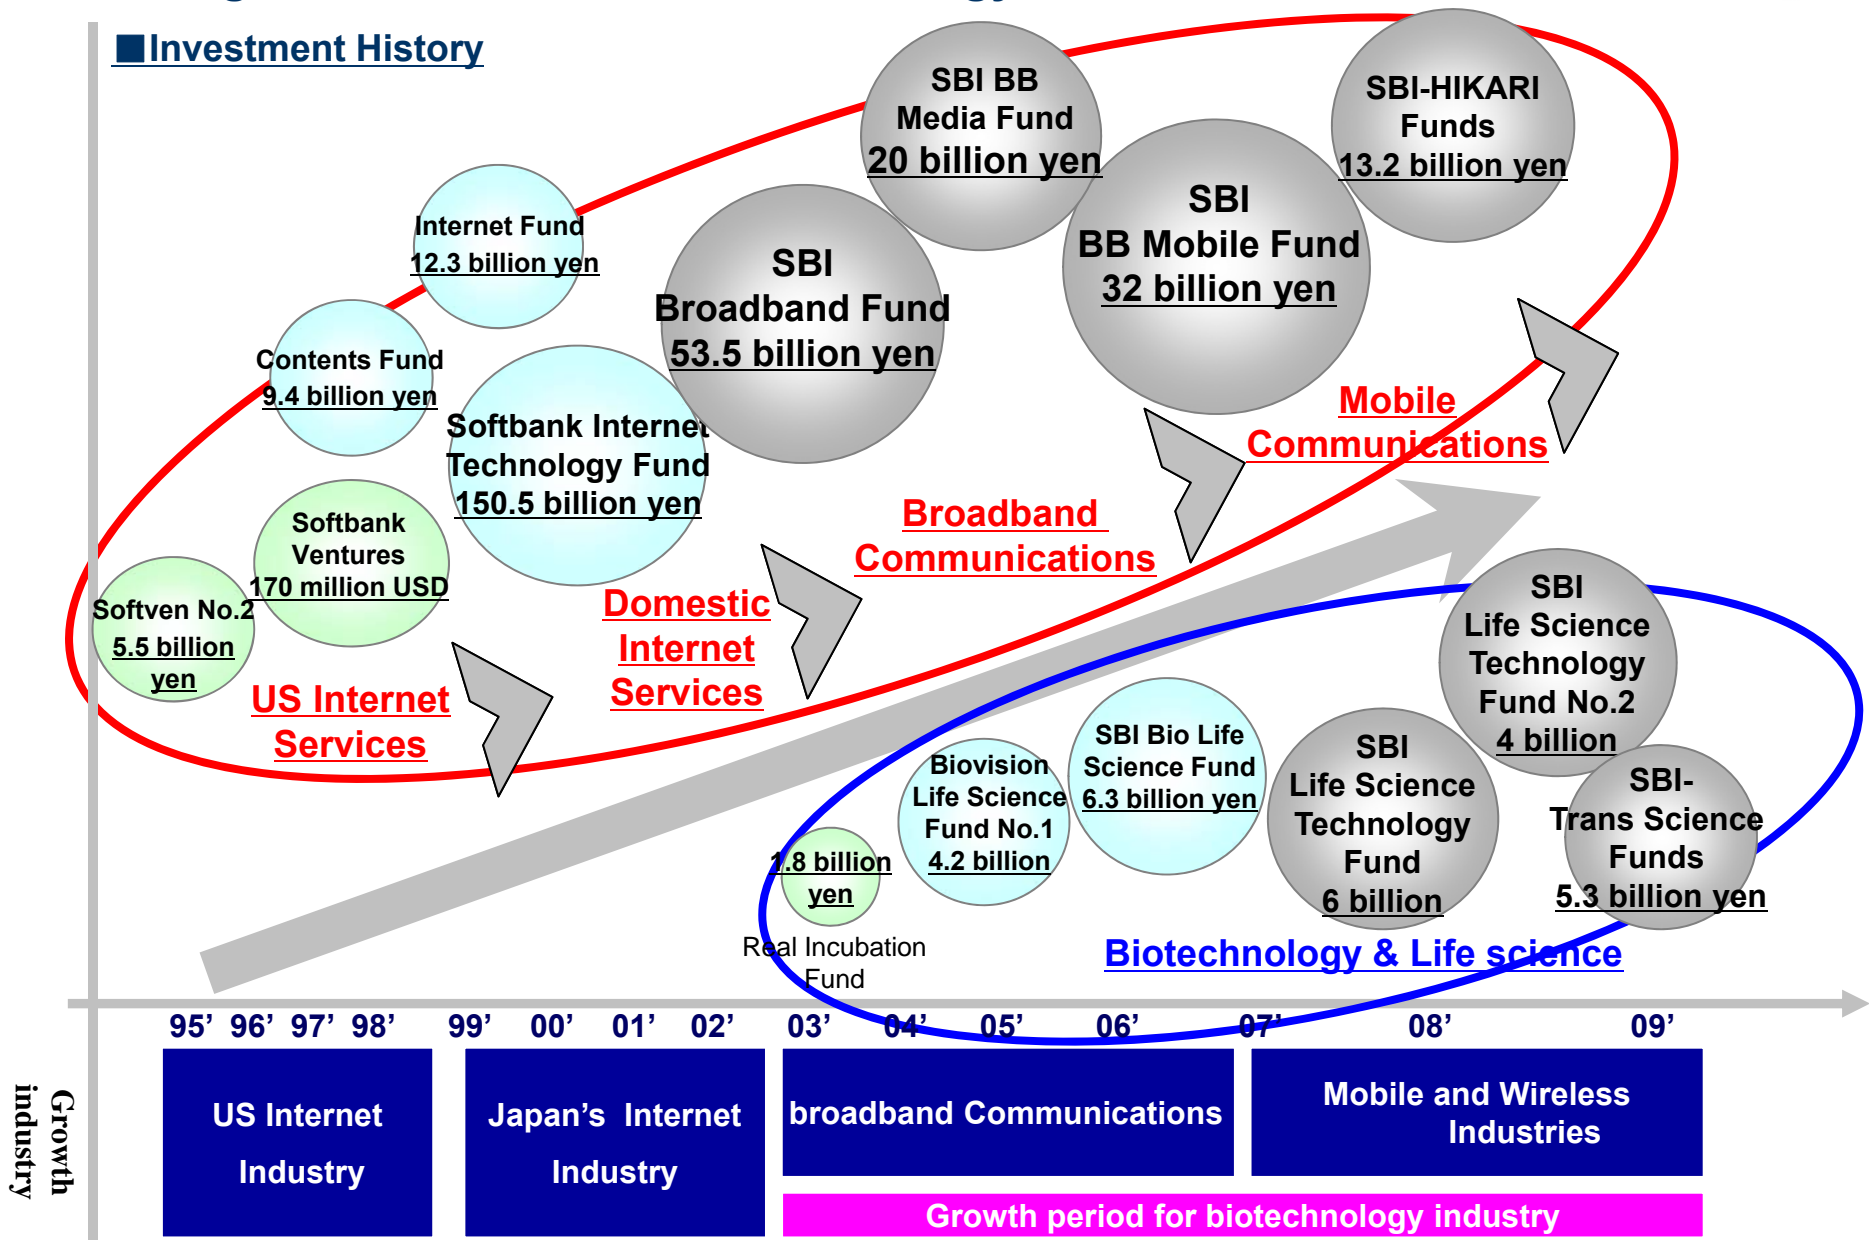 ■Investment History
SBI BB
Media Fund
20 billion yen
SBI-HIKARI
Funds
13.2 billion yen
SBI
BB Mobile Fund
32 billion yen
Internet Fund
12.3 billion yen
SBI
Broadband Fund
53.5 billion yen
Contents Fund
9.4 billion yen
Softbank Internet
Technology Fund
150.5 billion yen
Softbank
Ventures
170 million USD
Softven No.2
5.5 billion
yen
US Internet
Services
Domestic
Internet
Services
Broadband
Communications
Mobile
Communications
SBI
Life Science
Technology
Fund No.2
4 billion
SBI Bio Life
Science Fund
6.3 billion yen
Biovision
Life Science
Fund No.1
4.2 billion
SBI
Life Science
Technology
Fund
6 billion
SBI-
Trans Science
Funds
5.3 billion yen
1.8 billion
yen
Real Incubation
Fund
Biotechnology & Life science
95’ 96’ 97’ 98’ 99’ 00’ 01’ 02’ 03’ 04’ 05’ 06’ 07’ 08’ 09’
Growth
industry
US Internet
Industry
Japan’s Internet
Industry
broadband Communications
Mobile and Wireless
Industries
Growth period for biotechnology industry